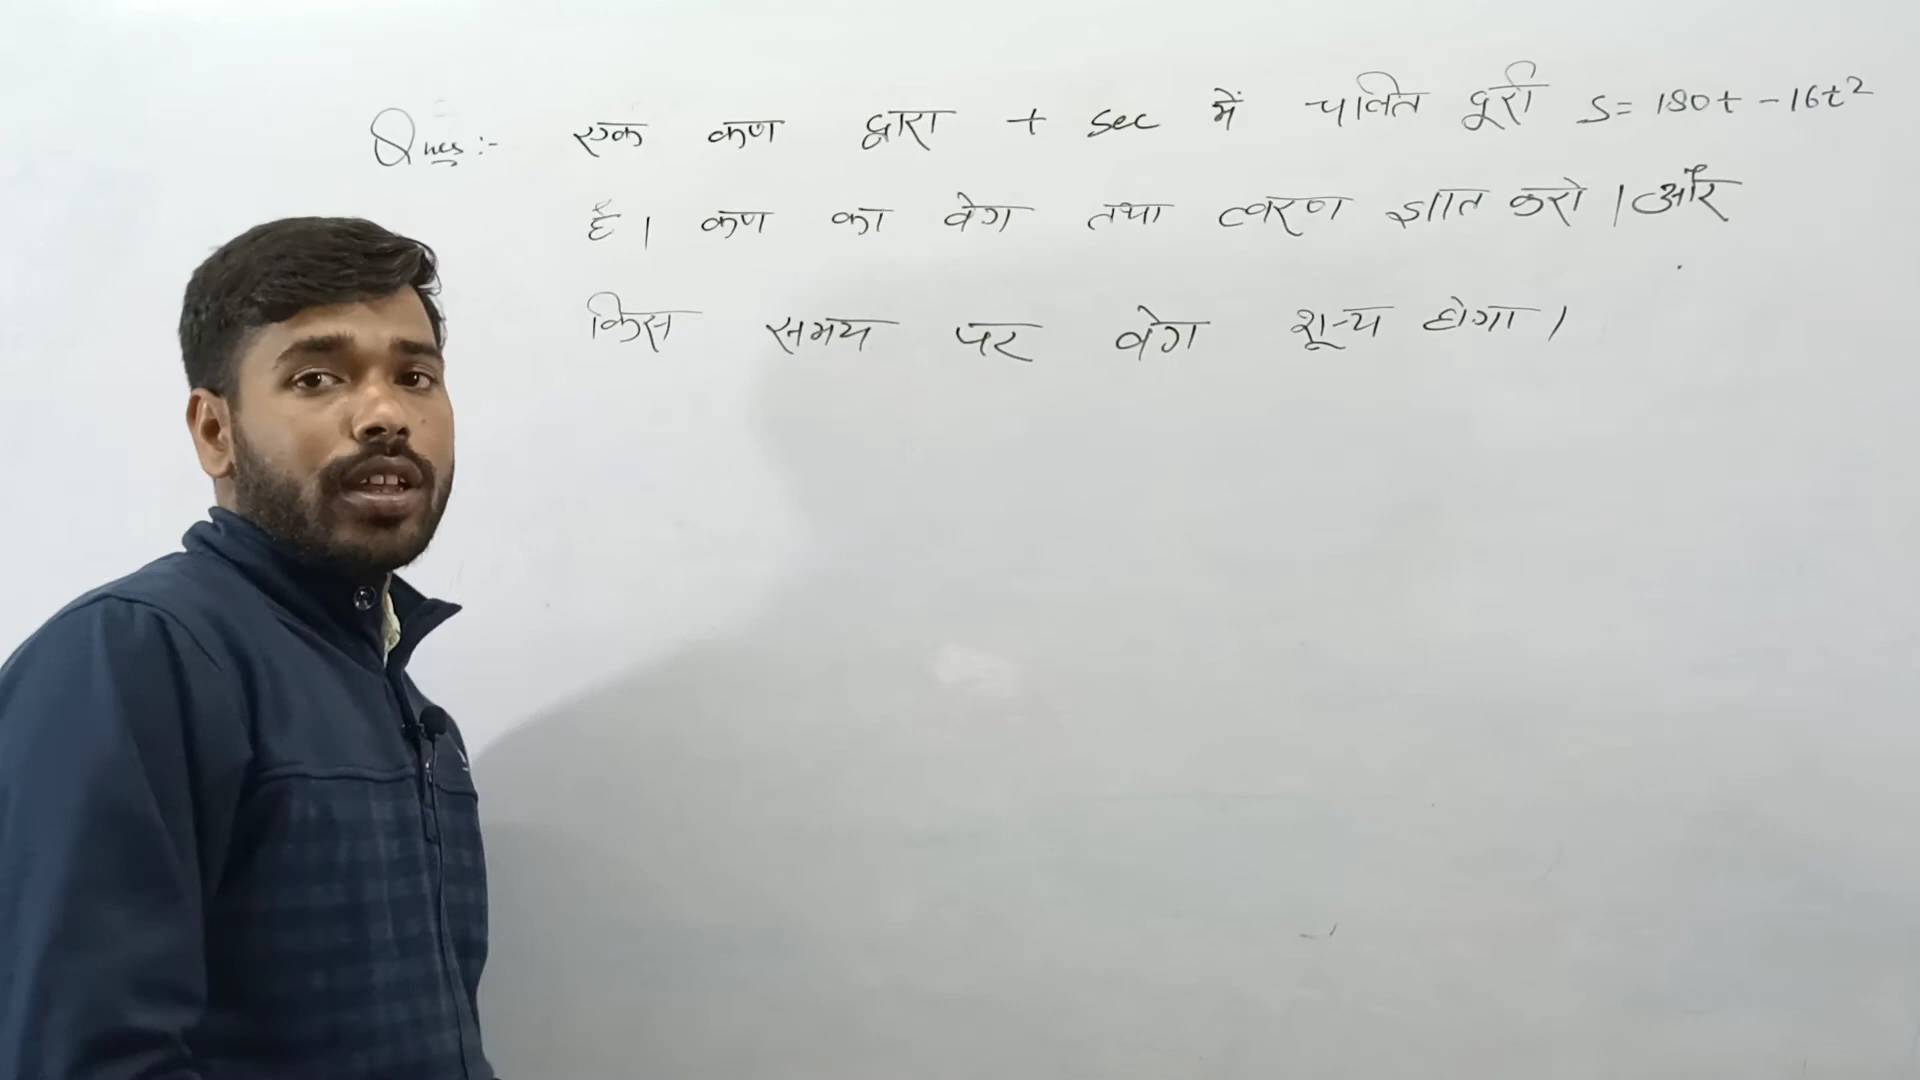 Ques :- एक कण द्वारा t sec में चलित दूरी S = 180t - 16t²
है। कण का वेग तथा त्वरण ज्ञात करो। और
किस समय पर वेग शून्य होगा।